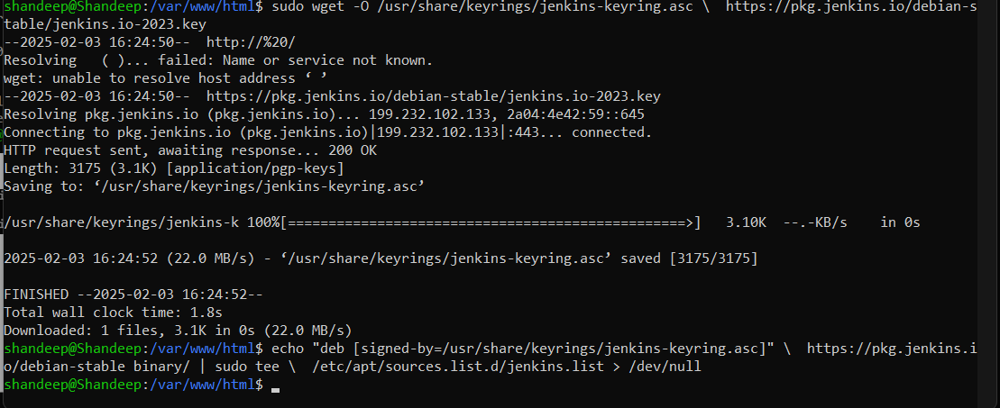 shandeep@Shandeep:/var/www/html$ sudo wget -O /usr/share/keyrings/jenkins-keyring.asc \  https://pkg.jenkins.io/debian-s
table/jenkins.io-2023.key
--2025-02-03 16:24:50--  http://%20/
Resolving   ( )... failed: Name or service not known.
wget: unable to resolve host address ‘ ’
--2025-02-03 16:24:50--  https://pkg.jenkins.io/debian-stable/jenkins.io-2023.key
Resolving pkg.jenkins.io (pkg.jenkins.io)... 199.232.102.133, 2a04:4e42:59::645
Connecting to pkg.jenkins.io (pkg.jenkins.io)|199.232.102.133|:443... connected.
HTTP request sent, awaiting response... 200 OK
Length: 3175 (3.1K) [application/pgp-keys]
Saving to: ‘/usr/share/keyrings/jenkins-keyring.asc’
/usr/share/keyrings/jenkins-k 100%[=================================================>]   3.10K  --.-KB/s    in 0s
2025-02-03 16:24:52 (22.0 MB/s) - ‘/usr/share/keyrings/jenkins-keyring.asc’ saved [3175/3175]
FINISHED --2025-02-03 16:24:52--
Total wall clock time: 1.8s
Downloaded: 1 files, 3.1K in 0s (22.0 MB/s)
shandeep@Shandeep:/var/www/html$ echo "deb [signed-by=/usr/share/keyrings/jenkins-keyring.asc]" \  https://pkg.jenkins.i
o/debian-stable binary/ | sudo tee \  /etc/apt/sources.list.d/jenkins.list > /dev/null
shandeep@Shandeep:/var/www/html$